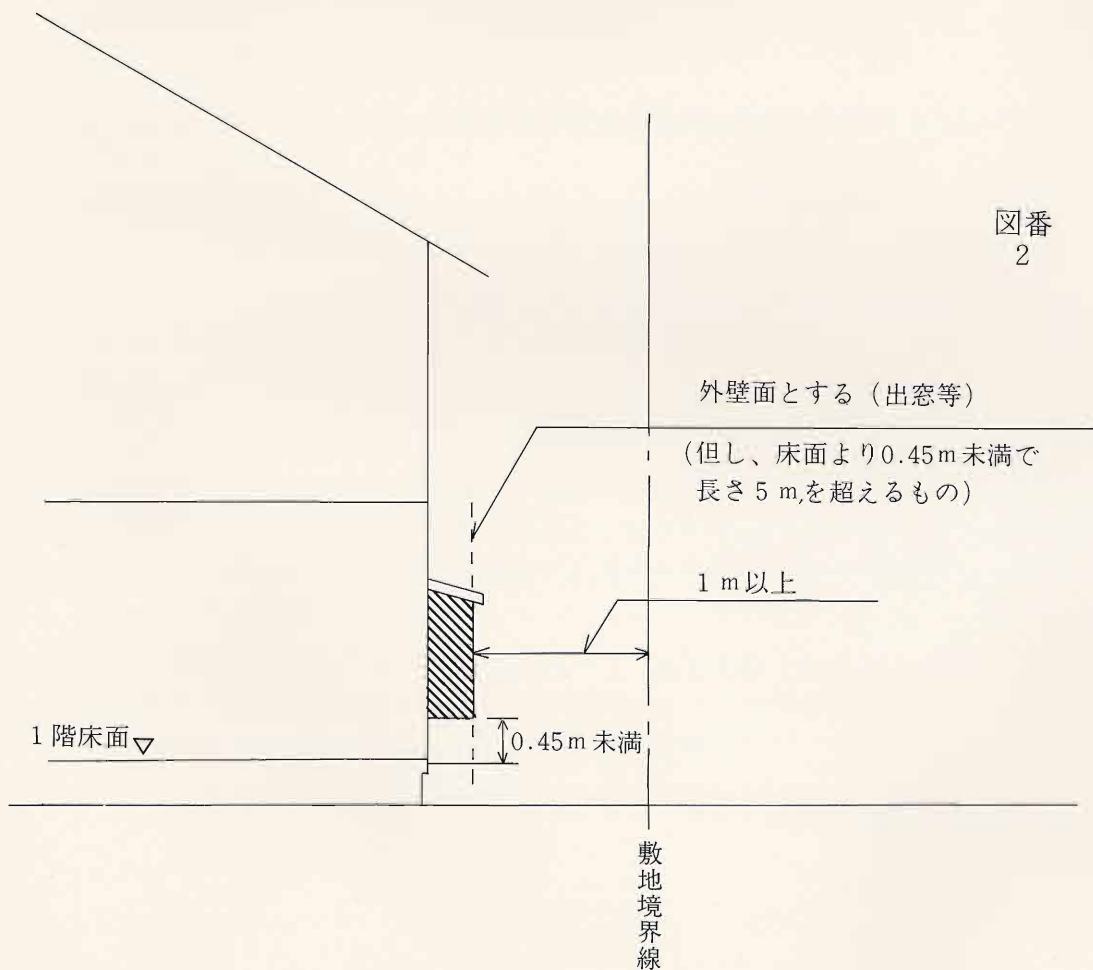 図番
2
外壁面とする（出窓等）
（但し、床面より0.45m未満で
長さ5m,を超えるもの）
1m以上
1階床面
0.45m未満
敷地境界線